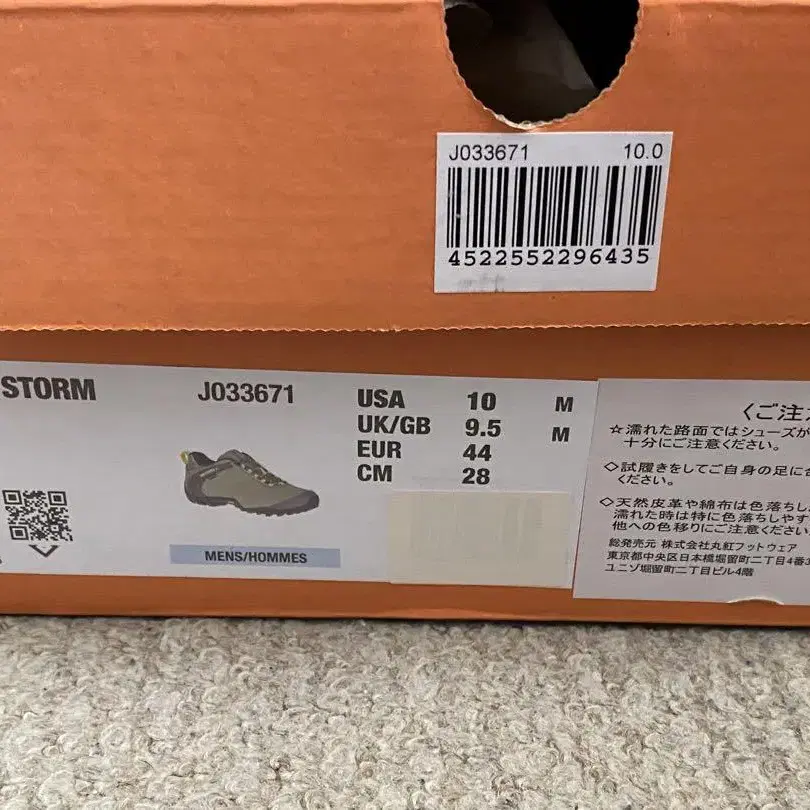 J033671 10.0
4522552296435
STORM
J033671
USA 10 M
UK/GB 9.5 M
EUR 44
CM 28
MENS/HOMMES
〈ご注
☆濡れた路面ではシューズが
十分にご注意ください。
◇試履きをしてご自身の足に合
ください。
◇天然皮革や綿布は色落ちし
濡れた時は特に色落ちしやす
他への色移りにご注意ください
総発売元 株式会社丸紅フットウェア
東京都中央区日本橋堀留町二丁目4番3
ユニゾ堀留町二丁目ビル4階